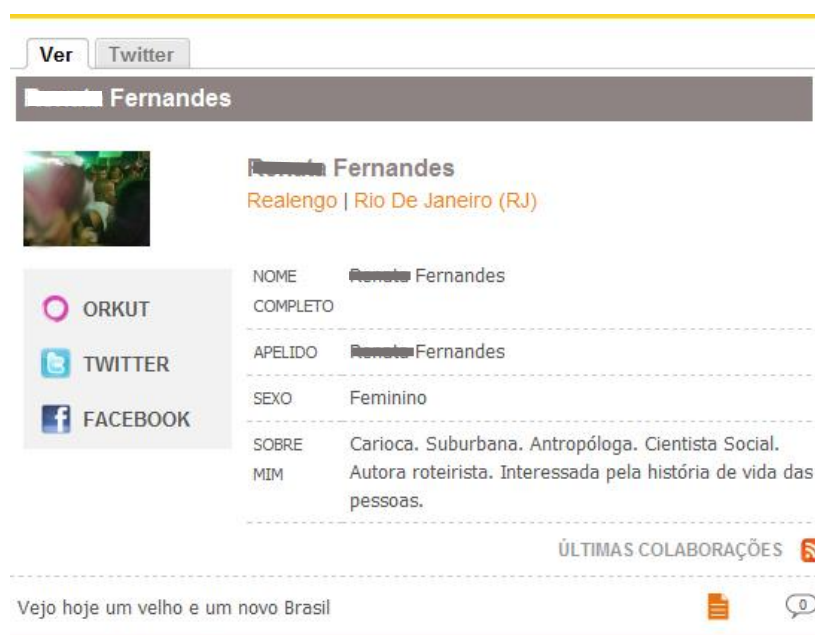 Ver Twitter
Fernandes
Fernandes
Realengo | Rio De Janeiro (RJ)
NOME COMPLETO Fernandes
APELIDO Fernandes
SEXO Feminino
SOBRE MIM Carioca. Suburbana. Antropóloga. Cientista Social.
Autora roteirista. Interessada pela história de vida das
pessoas.
ORKUT
TWITTER
FACEBOOK
ÚLTIMAS COLABORAÇÕES
Vejo hoje um velho e um novo Brasil 0